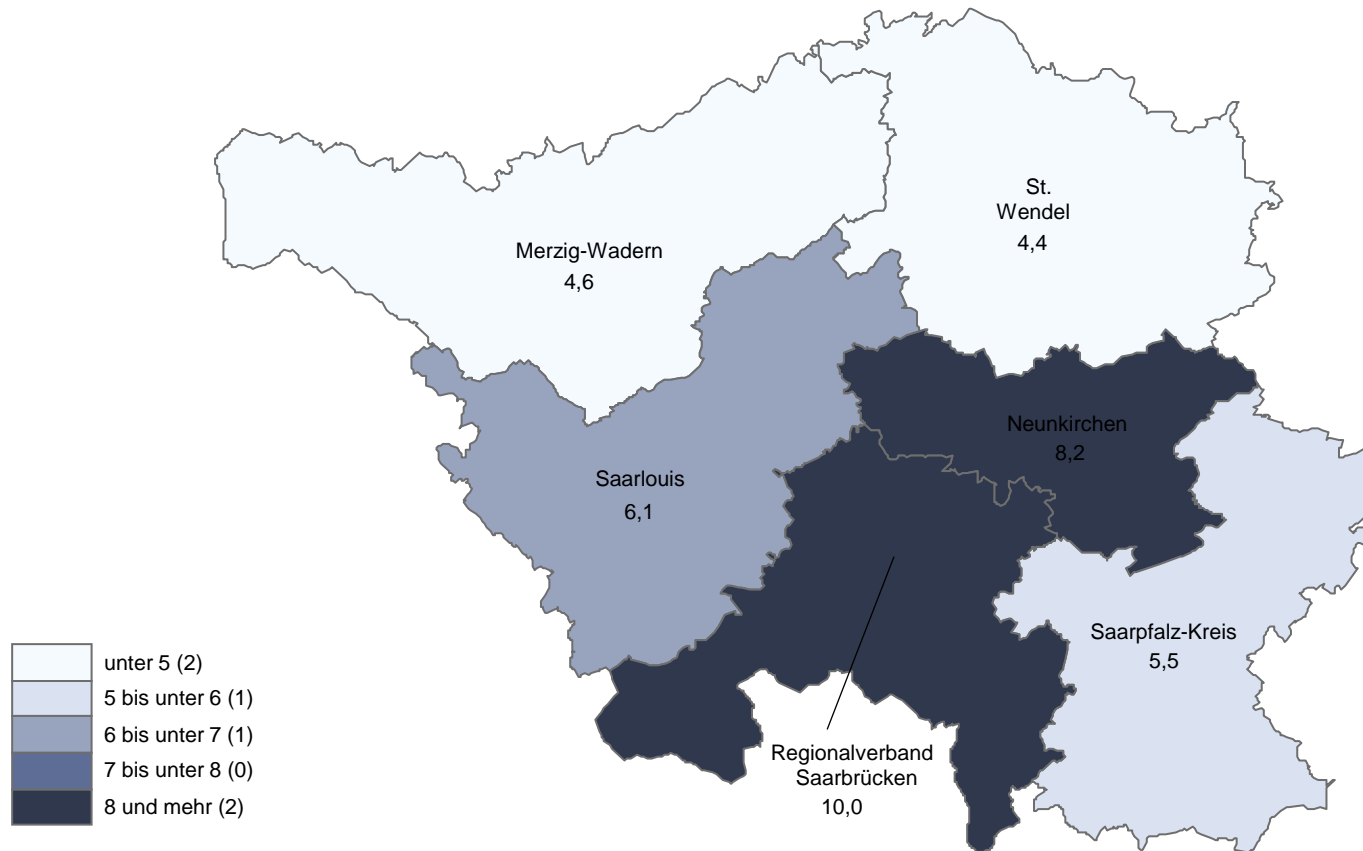 St.
Wendel
4,4
Merzig-Wadern
4,6
Neunkirchen
8,2
Saarlouis
6,1
Saarpfalz-Kreis
5,5
Regionalverband
Saarbrücken
10,0
unter 5 (2)
5 bis unter 6 (1)
6 bis unter 7 (1)
7 bis unter 8 (0)
8 und mehr (2)